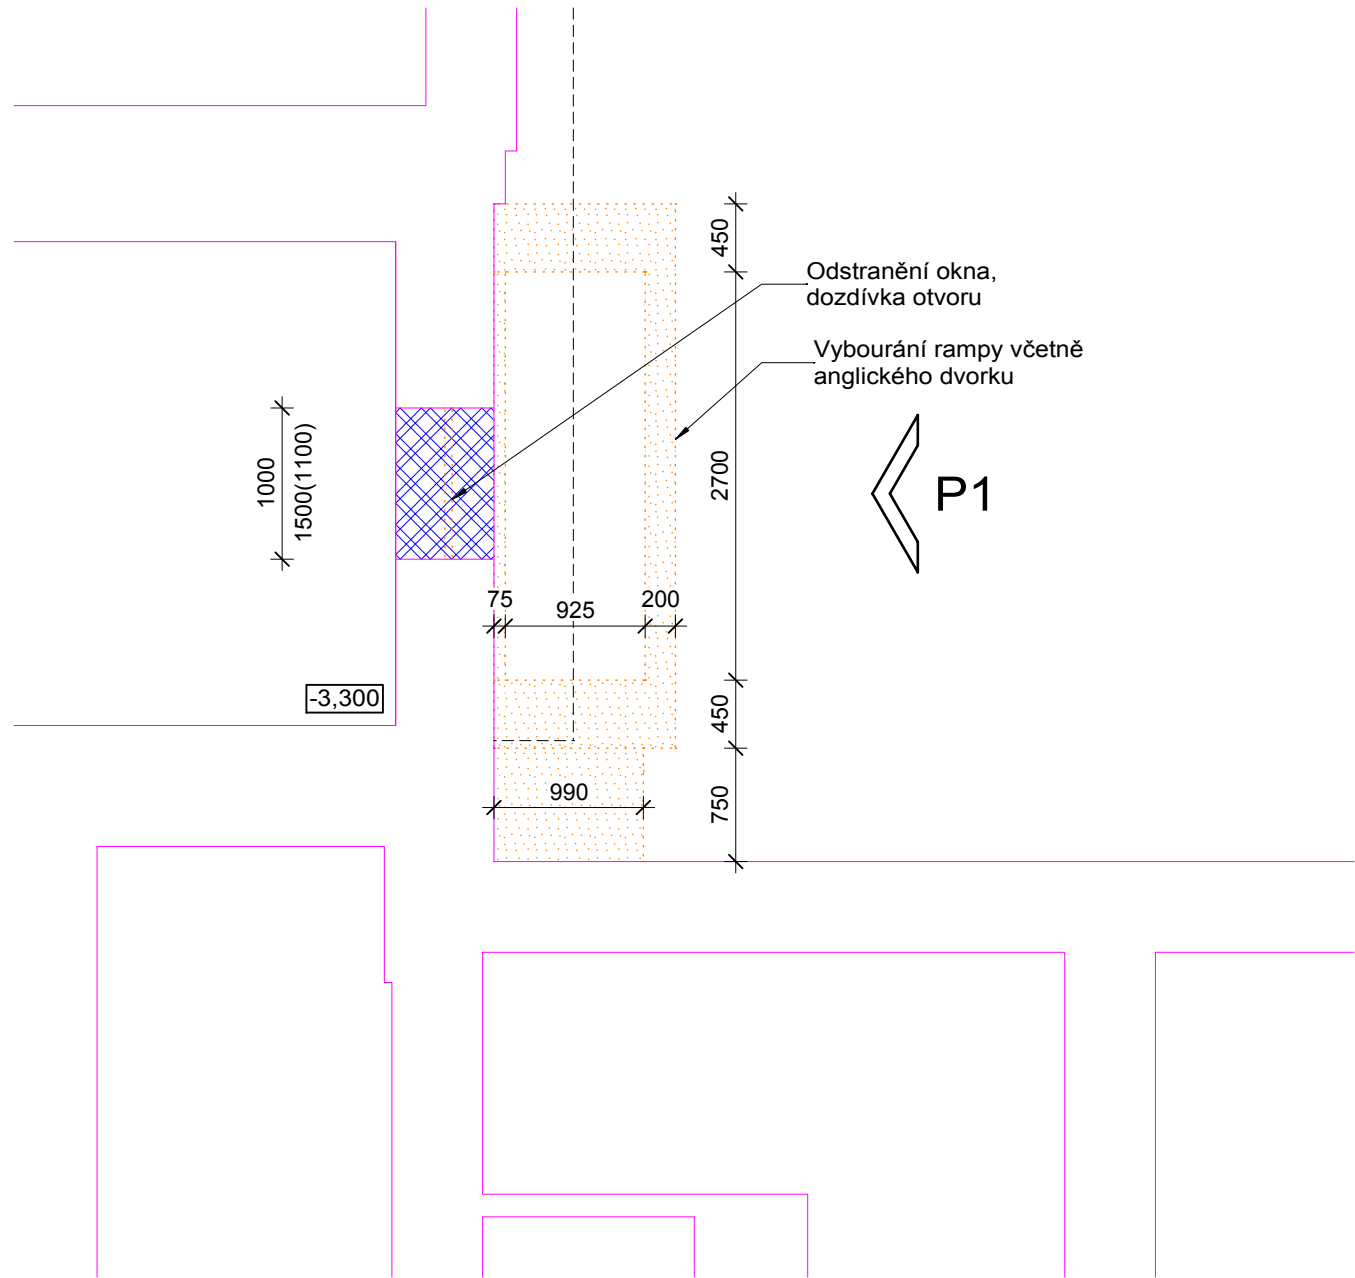 450
Odstranění okna,
dozdívka otvoru
Vybourání rampy včetně
anglického dvorku
1000
1500(1100)
2700
P1
75
925
200
-3,300
450
990
750